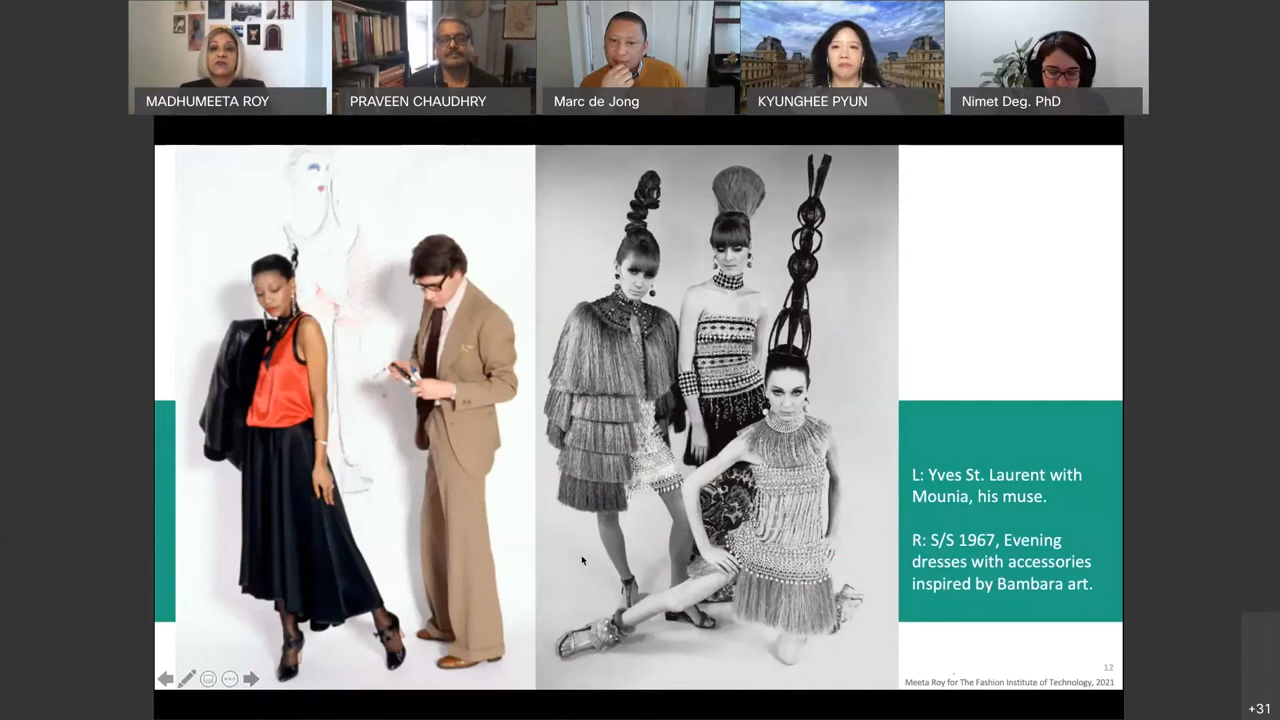 MADHUMEETA ROY
PRAVEEN CHAUDHRY
Marc de Jong
KYUNGHEE PYUN
Nimet Deg. PhD
L: Yves St. Laurent with
Mounia, his muse.
R: S/S 1967, Evening
dresses with accessories
inspired by Bambara art.
12
Meeta Roy for The Fashion Institute of Technology, 2021
+31